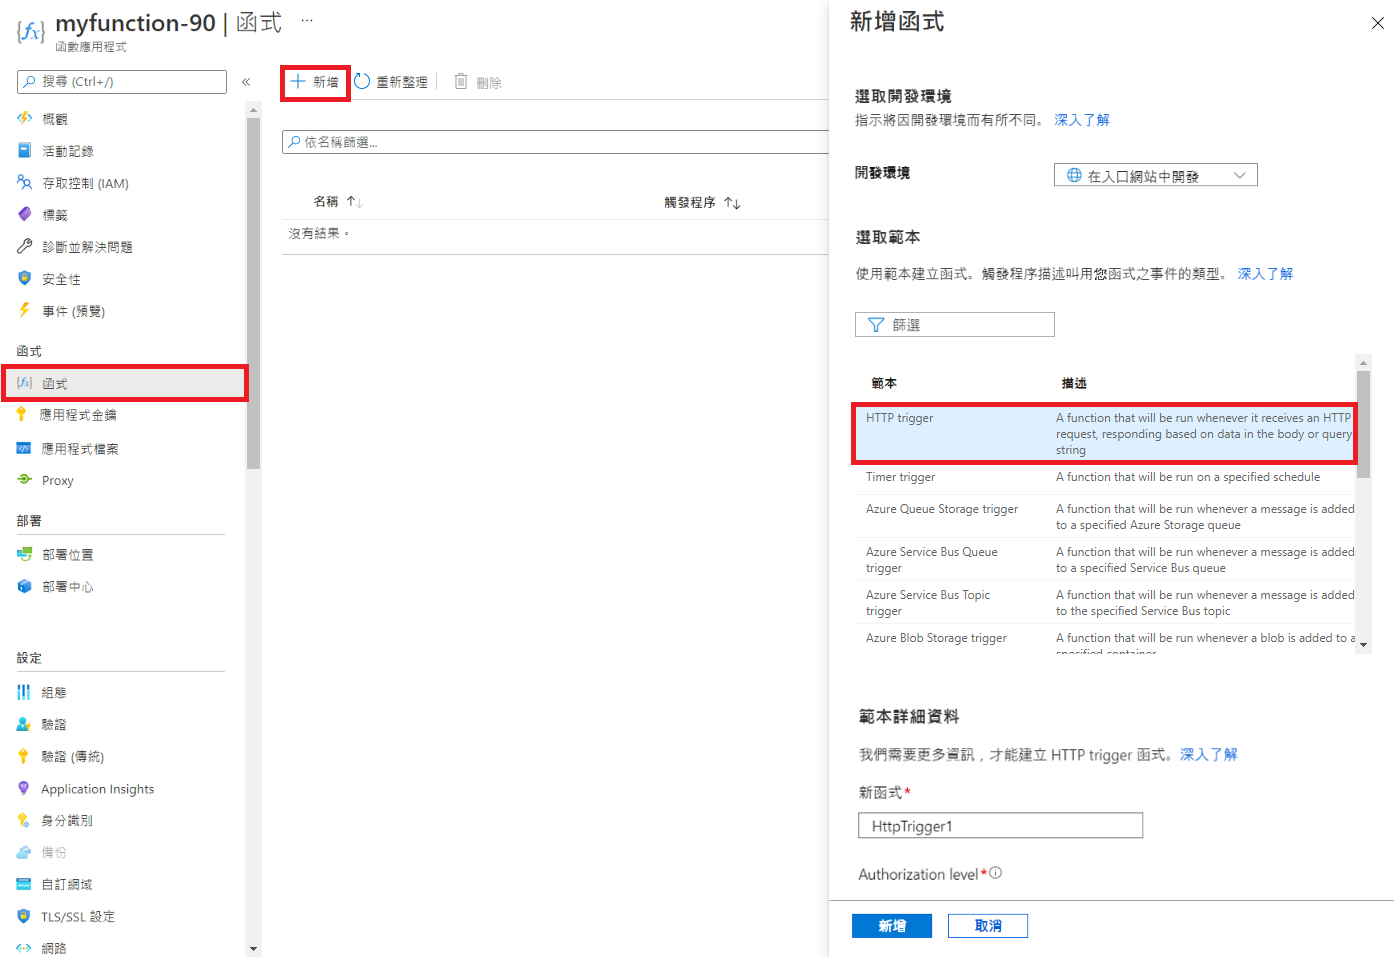 myfunction-90 | 函式 ...
函數應用程式
搜尋 (Ctrl+/)
概觀
活動記錄
存取控制 (IAM)
標籤
診斷並解決問題
安全性
事件 (預覽)
函式
函式
應用程式金鑰
應用程式檔案
Proxy
部署
部署位置
部署中心
設定
組態
驗證
驗證 (傳統)
Application Insights
身分識別
備份
自訂網域
TLS/SSL 設定
網路
新增 重新整理 刪除
依名稱篩選...
名稱 觸發程序
沒有結果。
新增函式
選取開發環境
指示將因開發環境而有所不同。 深入了解
開發環境 在入口網站中開發
選取範本
使用範本建立函式。觸發程序描述叫用您函式之事件的類型。 深入了解
篩選
範本 描述
HTTP trigger A function that will be run whenever it receives an HTTP
request, responding based on data in the body or query
string
Timer trigger A function that will be run on a specified schedule
Azure Queue Storage trigger A function that will be run whenever a message is added
to a specified Azure Storage queue
Azure Service Bus Queue A function that will be run whenever a message is added
trigger to a specified Service Bus queue
Azure Service Bus Topic A function that will be run whenever a message is added
trigger to the specified Service Bus topic
Azure Blob Storage trigger A function that will be run whenever a blob is added to a
specified container
範本詳細資料
我們需要更多資訊，才能建立 HTTP trigger 函式。深入了解
新函式*
HttpTrigger1
Authorization level*
新增 取消